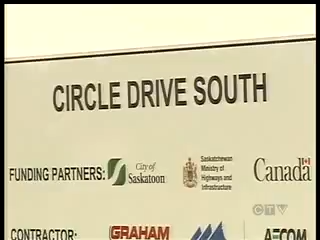 CIRCLE DRIVE SOUTH
FUNDING PARTNERS:
City of
Saskatoon
Saskatchewan
Ministry of
Highways and
Infrastructure
Canada
CONTRACTOR:
GRAHAM
AECOM
CTV